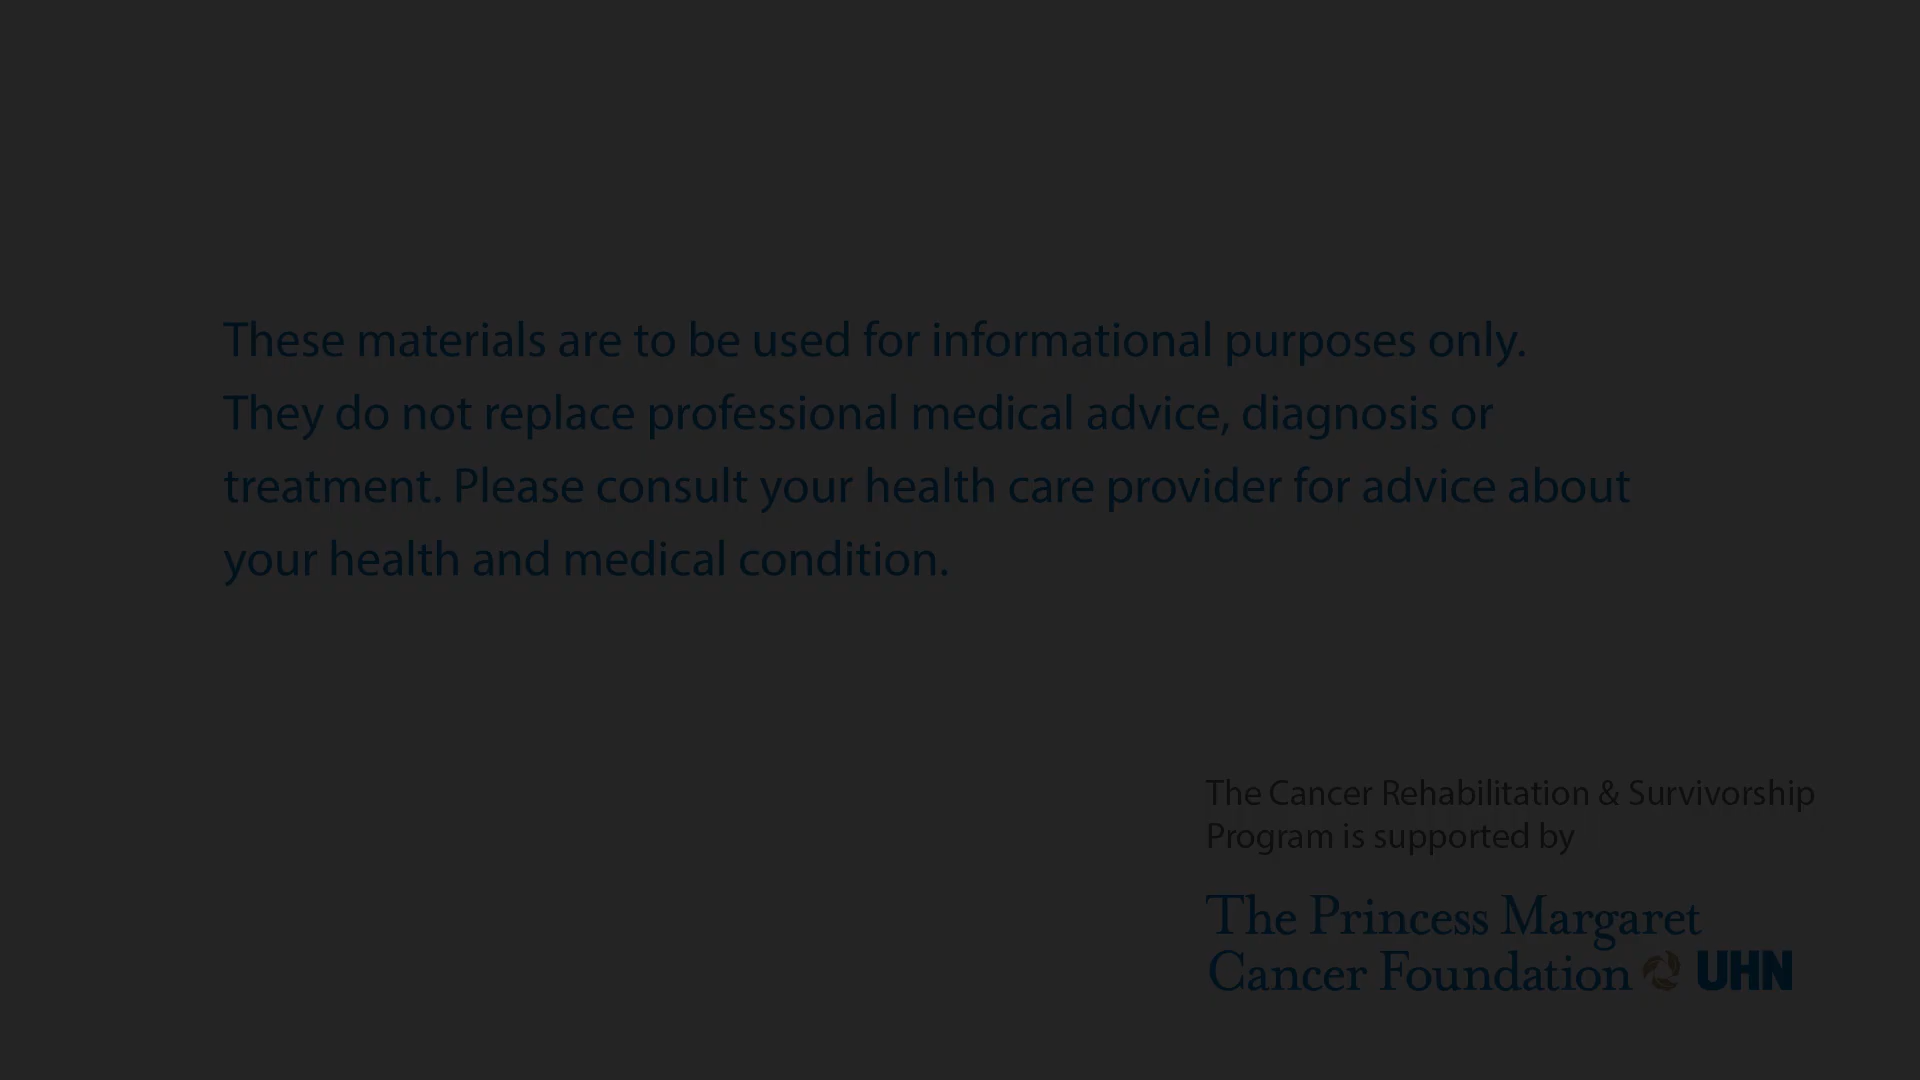 These materials are to be used for informational purposes only.
They do not replace professional medical advice, diagnosis or
treatment. Please consult your health care provider for advice about
your health and medical condition.
The Cancer Rehabilitation & Survivorship
Program is supported by
The Princess Margaret
Cancer Foundation UHN